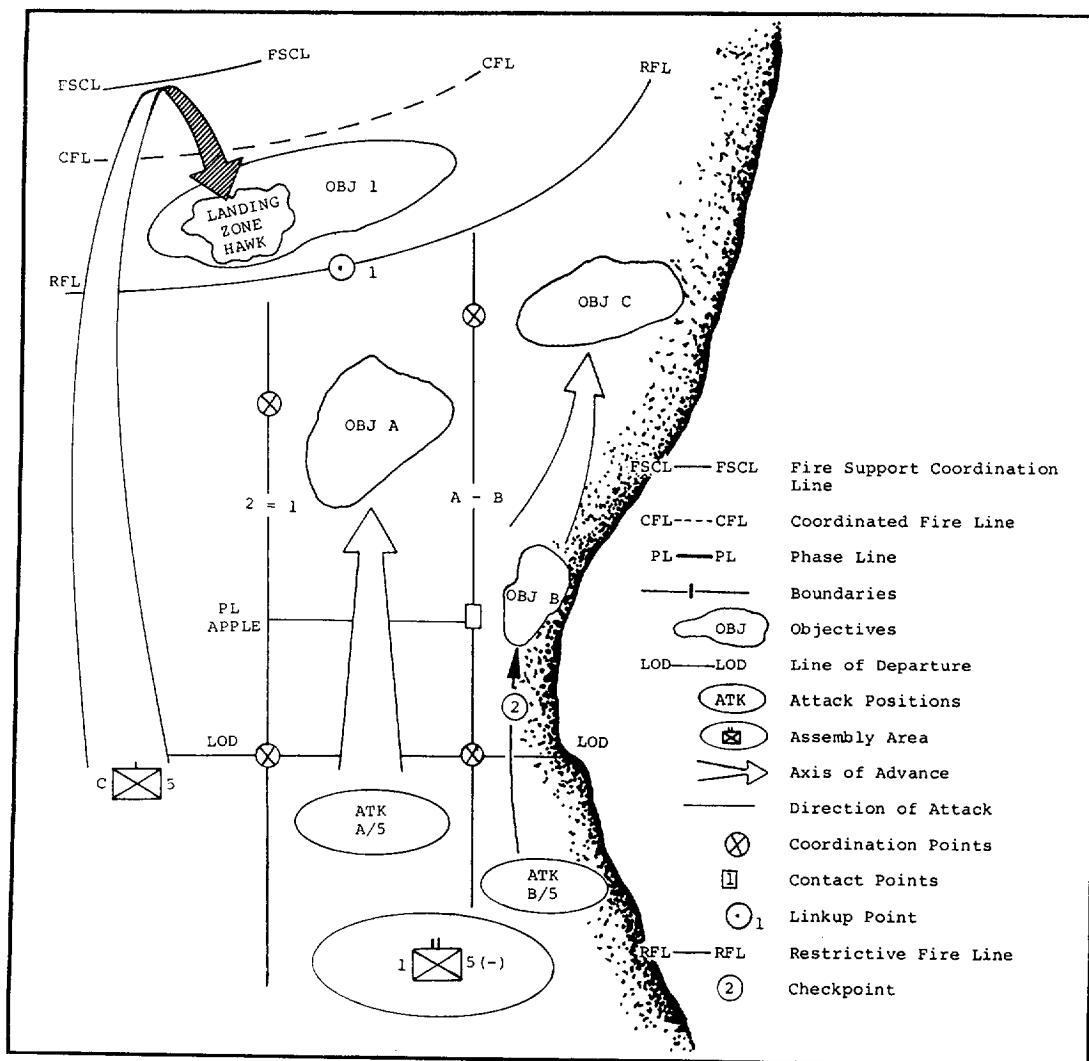 FSCL FSCL
CFL RFL
CFL
OBJ 1
LANDING
ZONE
HAWK
RFL
1
OBJ C
OBJ A
2 = 1
A - B
OBJ B
PL
APPLE
2
LOD LOD
C 5
ATK
A/5
ATK
B/5
1 5(-)
FSCL FSCL Fire Support Coordination
Line
CFL----CFL Coordinated Fire Line
PL PL Phase Line
Boundaries
OBJ Objectives
LOD LOD Line of Departure
ATK Attack Positions
Assembly Area
Axis of Advance
Direction of Attack
Coordination Points
1 Contact Points
1 Linkup Point
RFL RFL Restrictive Fire Line
2 Checkpoint